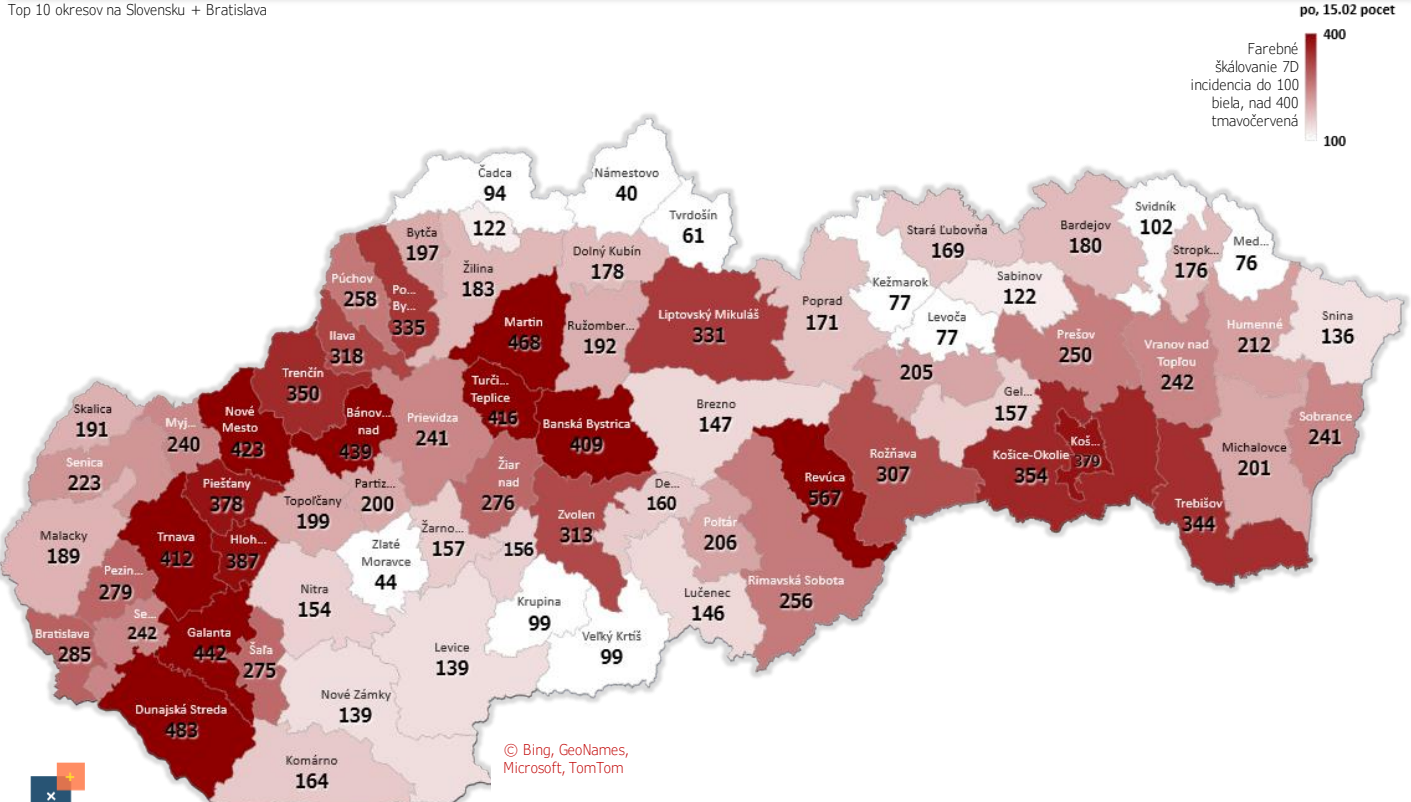 Top 10 okresov na Slovensku + Bratislava
po, 15.02 pocet
400
Farebné
škálovanie 7D
incidencia do 100
biela, nad 400
tmavočervená
100
Čadca
94
Námestovo
40
Tvrdošín
61
122
Bytča
197
Žilina
183
Dolný Kubín
178
Púchov
258
Po...
By...
335
Ilava
318
Martin
468
Ružomber...
192
Liptovský Mikuláš
331
Poprad
171
Kežmarok
77
Levoča
77
Stará Ľubovňa
169
Sabinov
122
Bardejov
180
Svidník
102
Stropk...
176
Med...
76
Snina
136
Humenné
212
Prešov
250
Vranov nad
Topľou
242
Sobrance
241
Michalovce
201
Trebišov
344
Koš...
379
Košice-Okolie
354
Gel...
157
205
Rožňava
307
Revúca
567
Brezno
147
Banská Bystrica
409
Turči...
Teplice
416
Trenčín
350
Bánov...
nad
439
Prievidza
241
Nové
Mesto
423
Myj...
240
Skalica
191
Senica
223
Piešťany
378
Topoľčany
199
Partiz...
200
Žiar
nad
276
Zvolen
313
De...
160
Poltár
206
Rimavská Sobota
256
Lučenec
146
Malacky
189
Trnava
412
Hloh...
387
Pezin...
279
Zlaté
Moravce
44
Žarno...
157
156
Nitra
154
Krupina
99
Veľký Krtíš
99
Levice
139
Bratislava
285
Se...
242
Galanta
442
Šaľa
275
Dunajská Streda
483
Nové Zámky
139
Komárno
164
© Bing, GeoNames,
Microsoft, TomTom